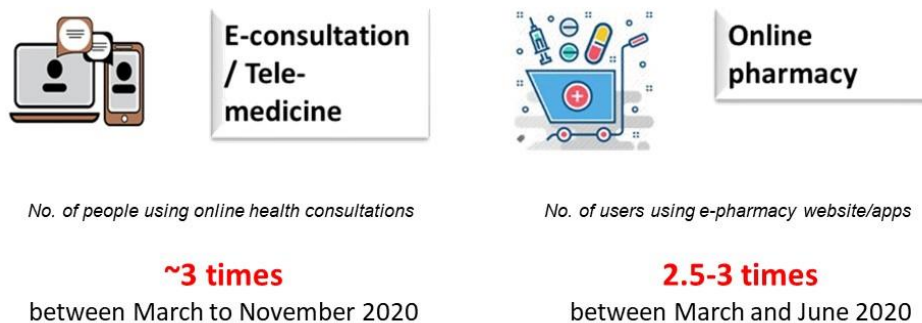 E-consultation
/ Tele-
medicine
Online
pharmacy
No. of people using online health consultations
No. of users using e-pharmacy website/apps
~3 times
between March to November 2020
2.5-3 times
between March and June 2020